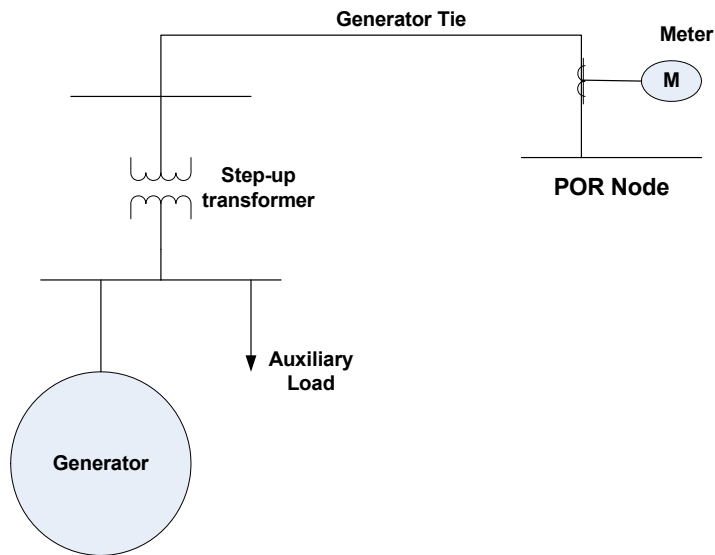 Generator Tie
Meter
M
POR Node
Step-up
transformer
Auxiliary
Load
Generator